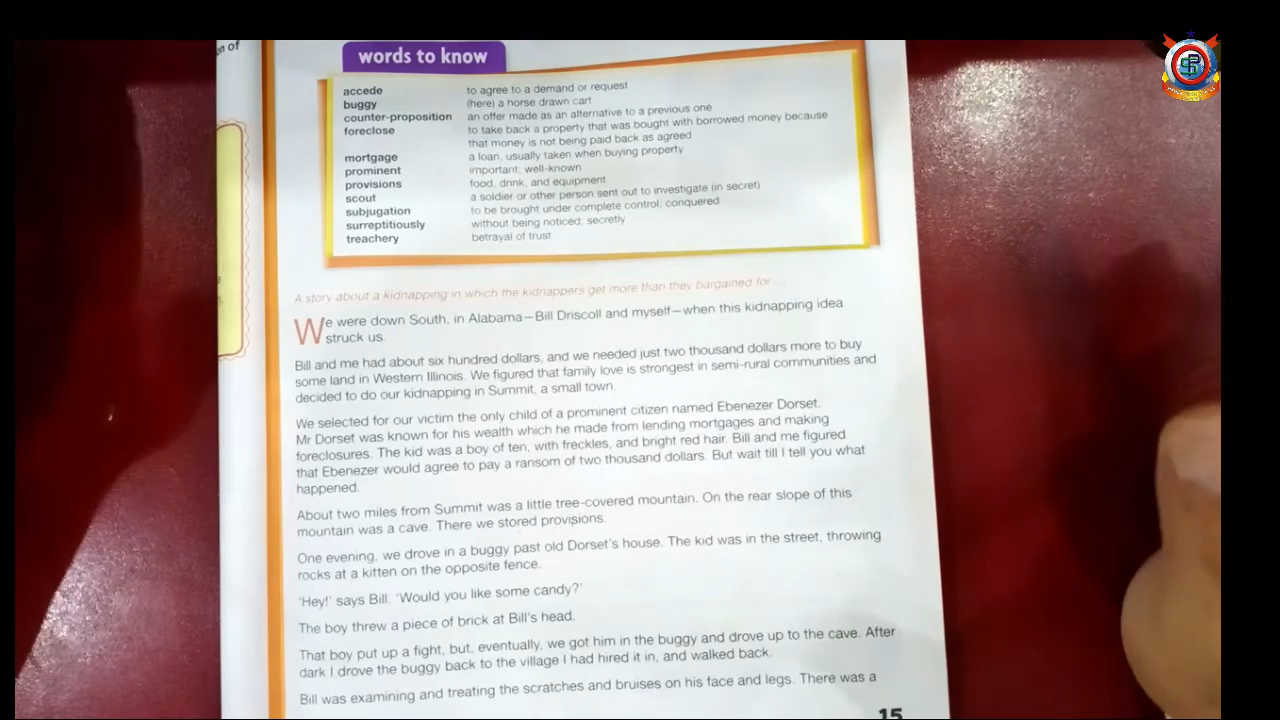 on of
words to know
accede to agree to a demand or request
buggy (here) a horse drawn cart
counter-proposition an offer made as an alternative to a previous one
foreclose to take back a property that was bought with borrowed money because
that money is not being paid back as agreed
mortgage a loan, usually taken when buying property
prominent important; well-known
provisions food, drink, and equipment
scout a soldier or other person sent out to investigate (in secret)
subjugation to be brought under complete control; conquered
surreptitiously without being noticed; secretly
treachery betrayal of trust
A story about a kidnapping in which the kidnappers get more than they bargained for....
We were down South, in Alabama—Bill Driscoll and myself—when this kidnapping idea
struck us.
Bill and me had about six hundred dollars, and we needed just two thousand dollars more to buy
some land in Western Illinois. We figured that family love is strongest in semi-rural communities and
decided to do our kidnapping in Summit, a small town.
We selected for our victim the only child of a prominent citizen named Ebenezer Dorset.
Mr Dorset was known for his wealth which he made from lending mortgages and making
foreclosures. The kid was a boy of ten, with freckles, and bright red hair. Bill and me figured
that Ebenezer would agree to pay a ransom of two thousand dollars. But wait till I tell you what
happened.
About two miles from Summit was a little tree-covered mountain. On the rear slope of this
mountain was a cave. There we stored provisions.
One evening, we drove in a buggy past old Dorset's house. The kid was in the street, throwing
rocks at a kitten on the opposite fence.
'Hey!' says Bill. 'Would you like some candy?'
The boy threw a piece of brick at Bill's head.
That boy put up a fight, but, eventually, we got him in the buggy and drove up to the cave. After
dark I drove the buggy back to the village I had hired it in, and walked back.
Bill was examining and treating the scratches and bruises on his face and legs. There was a
15